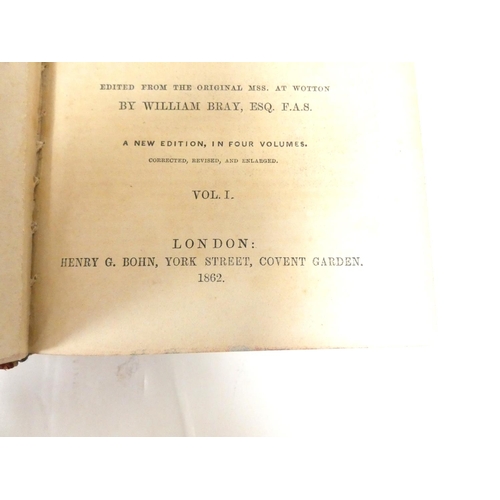 EDITED FROM THE ORIGINAL MSS. AT WOTTON
BY WILLIAM BRAY, ESQ. F.A.S.
A NEW EDITION, IN FOUR VOLUMES.
CORRECTED, REVISED, AND ENLARGED.
VOL. I.
LONDON:
HENRY G. BOHN, YORK STREET, COVENT GARDEN.
1862.